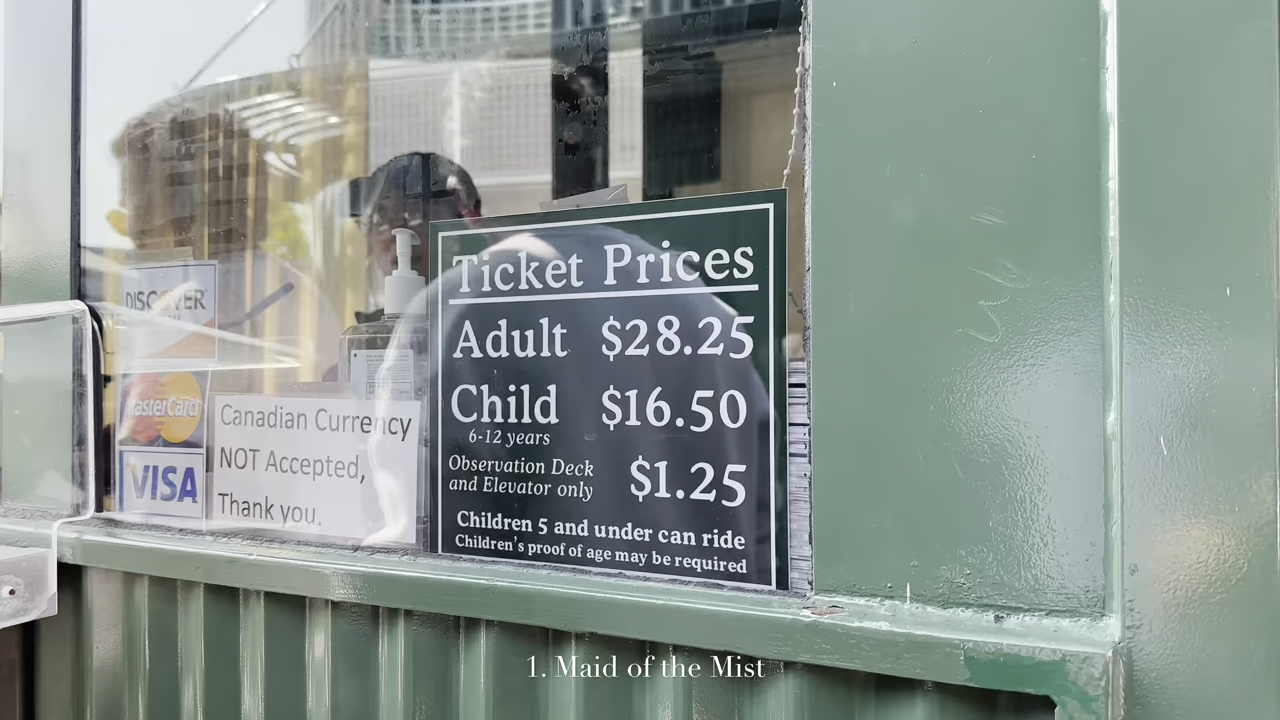 DISCOVER
MasterCard
VISA
Canadian Currency
NOT Accepted,
Thank you.
Ticket Prices
Adult $28.25
Child $16.50
6-12 years
Observation Deck
and Elevator only $1.25
Children 5 and under can ride
Children's proof of age may be required
1. Maid of the Mist